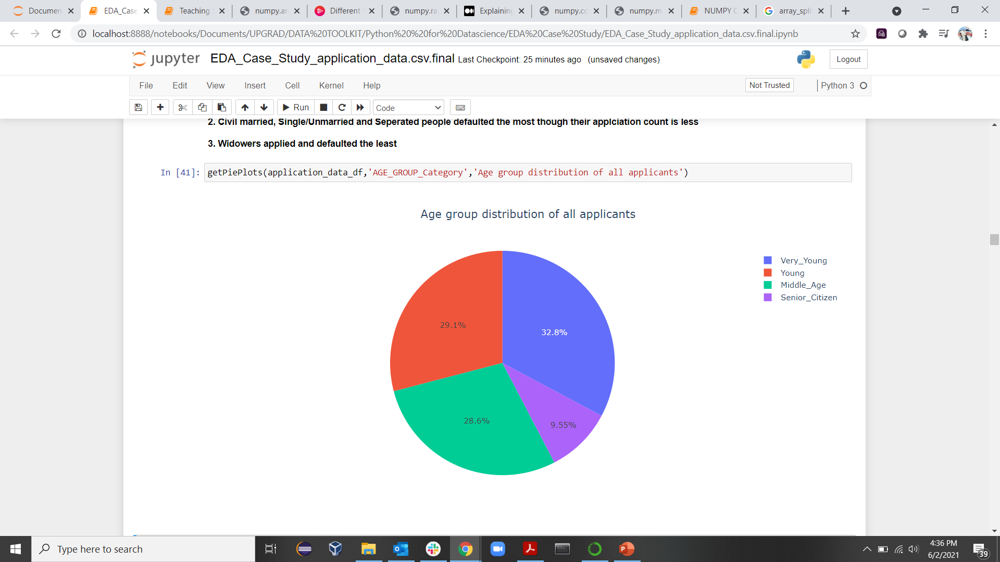 Documen
EDA_Case
Teaching
numpy.ar
Different
numpy.ra
Explaining
numpy.co
numpy.m
NUMPY C
array_spli
localhost:8888/notebooks/Documents/UPGRAD/DATA%20TOOLKIT/Python%20%20for%20Datascience/EDA%20Case%20Study/EDA_Case_Study_application_data.csv.final.ipynb
jupyter EDA_Case_Study_application_data.csv.final Last Checkpoint: 25 minutes ago (unsaved changes)
Logout
File Edit View Insert Cell Kernel Help
Not Trusted
Python 3
Run
Code
2. Civil married, Single/Unmarried and Seperated people defaulted the most though their applciation count is less
3. Widowers applied and defaulted the least
In [41]: getPiePlots(application_data_df,'AGE_GROUP_Category','Age group distribution of all applicants')
Age group distribution of all applicants
Very_Young
Young
Middle_Age
Senior_Citizen
29.1%
32.8%
28.6%
9.55%
Type here to search
4:36 PM
6/2/2021
39